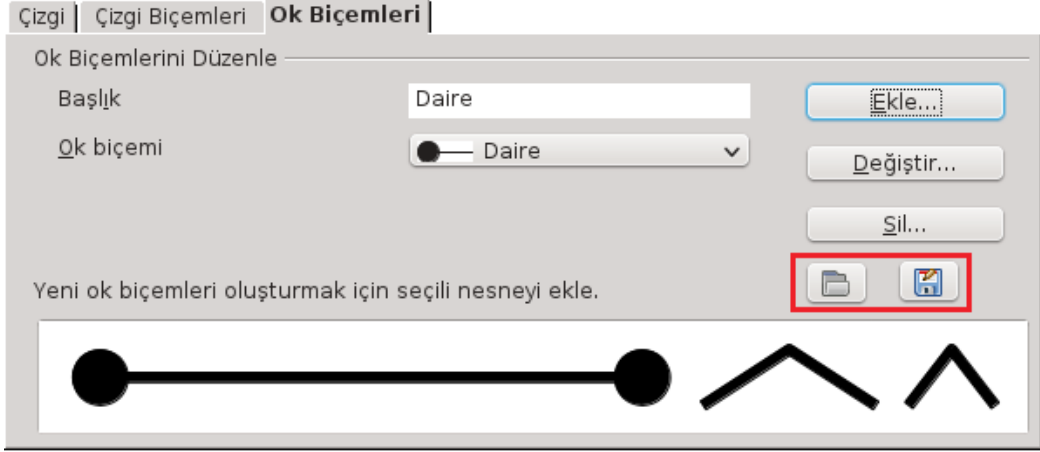 Çizgi Çizgi Biçemleri Ok Biçemleri
Ok Biçemlerini Düzenle
Başlık Daire Ekle...
Ok biçemi Daire Değiştir...
Sil...
Yeni ok biçemleri oluşturmak için seçili nesneyi ekle.